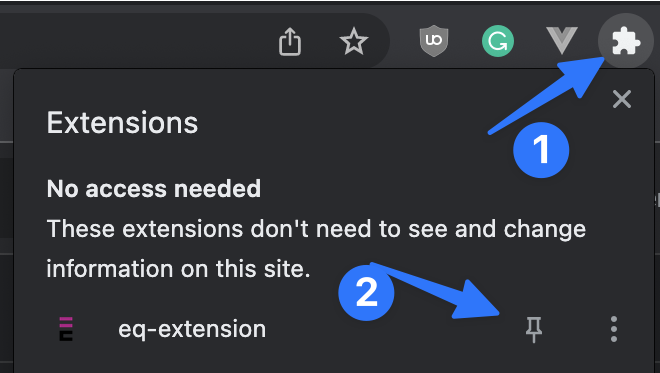 UO
G
1
Extensions
No access needed
These extensions don't need to see and change
information on this site.
2
eq-extension